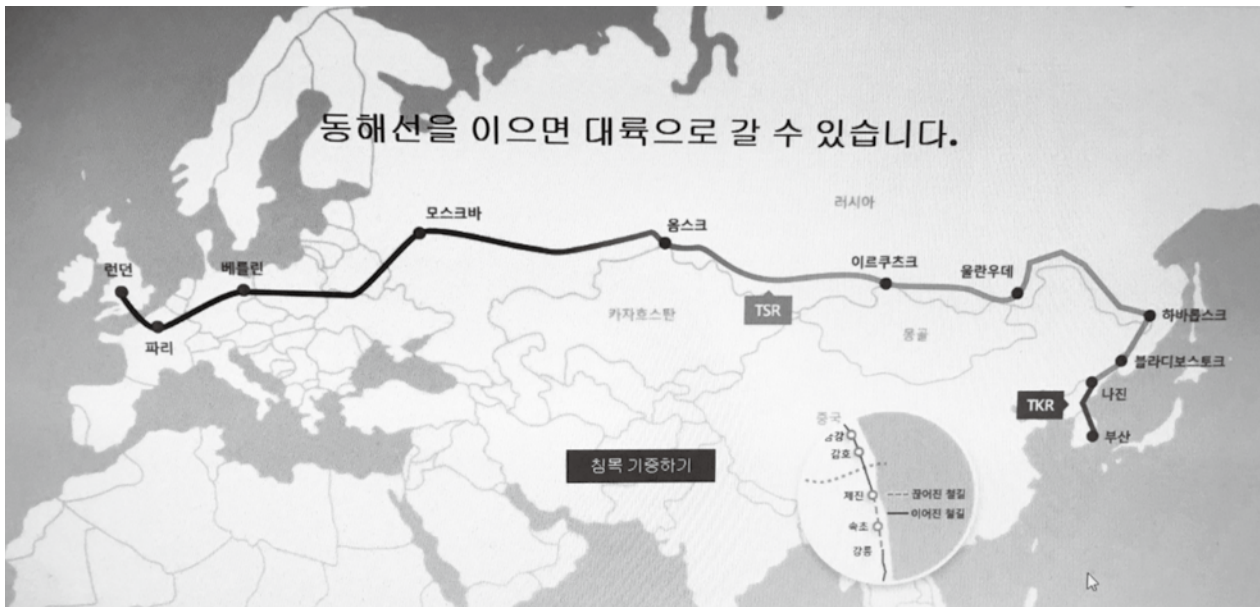 동해선을 이으면 대륙으로 갈 수 있습니다.
러시아
모스크바
옴스크
이르쿠츠크
울란우데
런던
베를린
파리
카자흐스탄
TSR
몽골
하바롭스크
블라디보스토크
나진
TKR
부산
중국
감호
제진
속초
강릉
끊어진 철길
이어진 철길
침목 기증하기